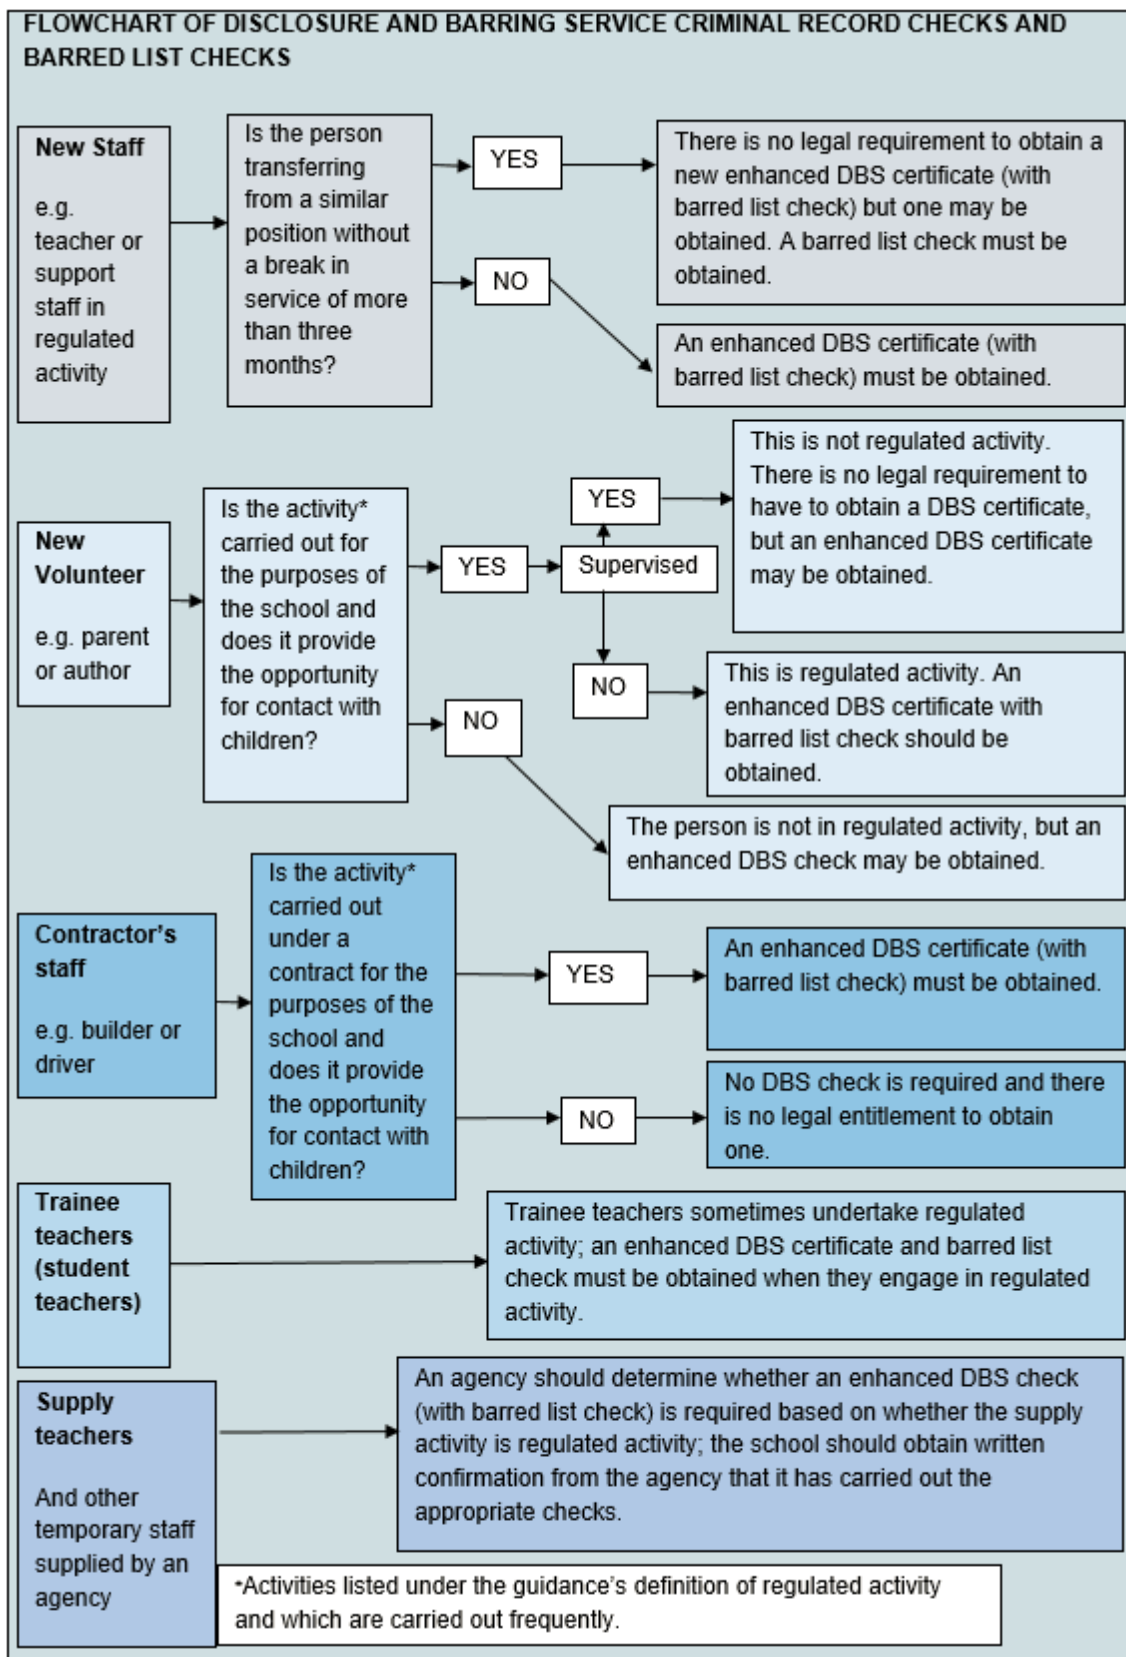 FLOWCHART OF DISCLOSURE AND BARRING SERVICE CRIMINAL RECORD CHECKS AND
BARRED LIST CHECKS
New Staff
e.g.
teacher or
support
staff in
regulated
activity
Is the person
transferring
from a similar
position without
a break in
service of more
than three
months?
YES
There is no legal requirement to obtain a
new enhanced DBS certificate (with
barred list check) but one may be
obtained. A barred list check must be
obtained.
NO
An enhanced DBS certificate (with
barred list check) must be obtained.
New
Volunteer
e.g. parent
or author
Is the activity*
carried out for
the purposes of
the school and
does it provide
the opportunity
for contact with
children?
YES
Supervised
YES
This is not regulated activity.
There is no legal requirement to
have to obtain a DBS certificate,
but an enhanced DBS certificate
may be obtained.
NO
This is regulated activity. An
enhanced DBS certificate with
barred list check should be
obtained.
NO
The person is not in regulated activity, but an
enhanced DBS check may be obtained.
Contractor's
staff
e.g. builder or
driver
Is the activity*
carried out
under a
contract for the
purposes of the
school and
does it provide
the opportunity
for contact with
children?
YES
An enhanced DBS certificate (with
barred list check) must be obtained.
NO
No DBS check is required and there
is no legal entitlement to obtain
one.
Trainee
teachers
(student
teachers)
Trainee teachers sometimes undertake regulated
activity; an enhanced DBS certificate and barred list
check must be obtained when they engage in regulated
activity.
Supply
teachers
And other
temporary staff
supplied by an
agency
An agency should determine whether an enhanced DBS check
(with barred list check) is required based on whether the supply
activity is regulated activity; the school should obtain written
confirmation from the agency that it has carried out the
appropriate checks.
*Activities listed under the guidance's definition of regulated activity
and which are carried out frequently.